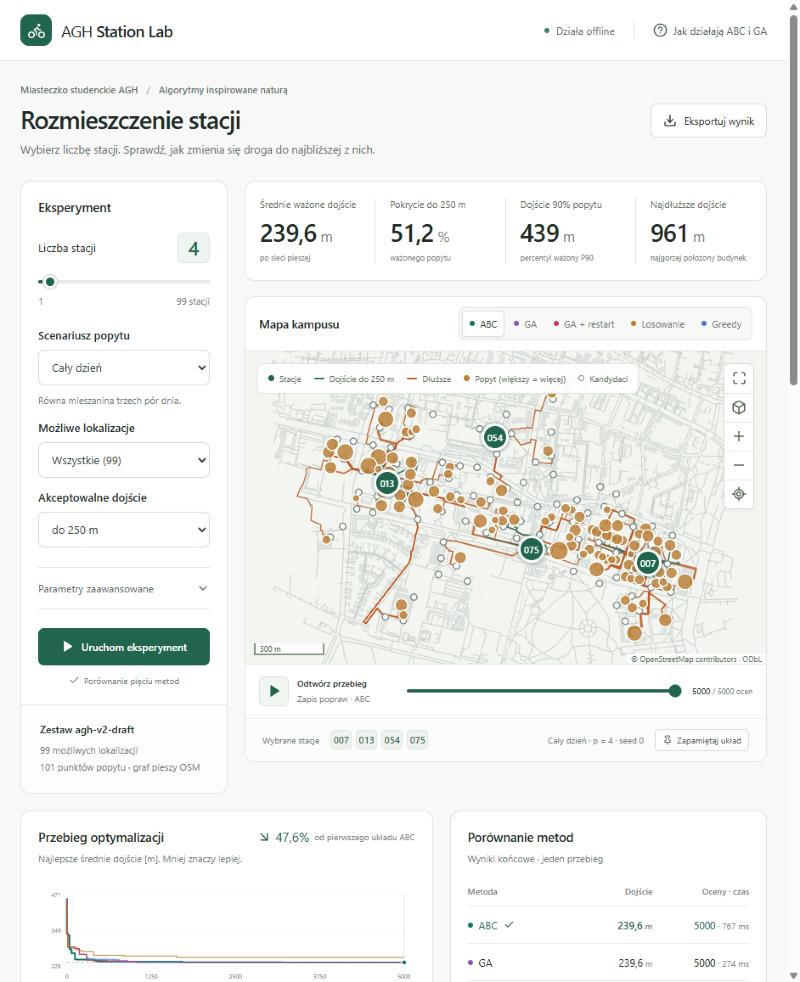 AGH Station Lab
Działa offline
Jak działają ABC i GA
Miasteczko studenckie AGH / Algorytmy inspirowane naturą
Rozmieszczenie stacji
Wybierz liczbę stacji. Sprawdź, jak zmienia się droga do najbliższej z nich.
Eksportuj wynik
Eksperyment
Liczba stacji 4
1 99 stacji
Scenariusz popytu
Cały dzień
Równa mieszanina trzech pór dnia.
Możliwe lokalizacje
Wszystkie (99)
Akceptowalne dojście
do 250 m
Parametry zaawansowane
Uruchom eksperyment
Porównanie pięciu metod
Zestaw agh-v2-draft
99 możliwych lokalizacji
101 punktów popytu · graf pieszy OSM
Średnie ważone dojście
239,6 m
po sieci pieszej
Pokrycie do 250 m
51,2 %
ważonego popytu
Dojście 90% popytu
439 m
percentyl ważony P90
Najdłuższe dojście
961 m
najgorzej położony budynek
Mapa kampusu
ABC GA GA + restart Losowanie Greedy
Stacje Dojście do 250 m Dłuższe Popyt (większe = więcej) Kandydaci
054
013
075
007
300 m
© OpenStreetMap contributors · ODbL
Odtwórz przebieg
Zapis popraw · ABC
5000 / 5000 ocen
Wybrane stacje 007 013 054 075
Cały dzień · p = 4 · seed 0
Zapamiętaj układ
Przebieg optymalizacji
47,6% od pierwszego układu ABC
Najlepsze średnie dojście [m]. Mniej znaczy lepiej.
471
349
228
0 1250 2500 3750 5000
Porównanie metod
Wyniki końcowe · jeden przebieg
Metoda Dojście Oceny · czas
ABC 239,6 m 5000 · 767 ms
GA 239,6 m 5000 · 274 ms